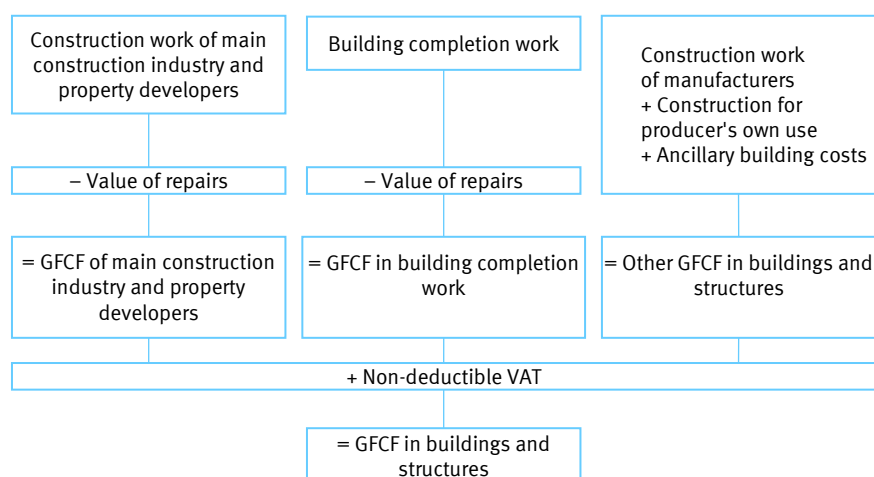 Construction work of main
construction industry and
property developers
Building completion work
Construction work
of manufacturers
+ Construction for
producer's own use
+ Ancillary building costs
– Value of repairs
– Value of repairs
= GFCF of main construction
industry and property
developers
= GFCF in building completion
work
= Other GFCF in buildings and
structures
+ Non-deductible VAT
= GFCF in buildings and
structures